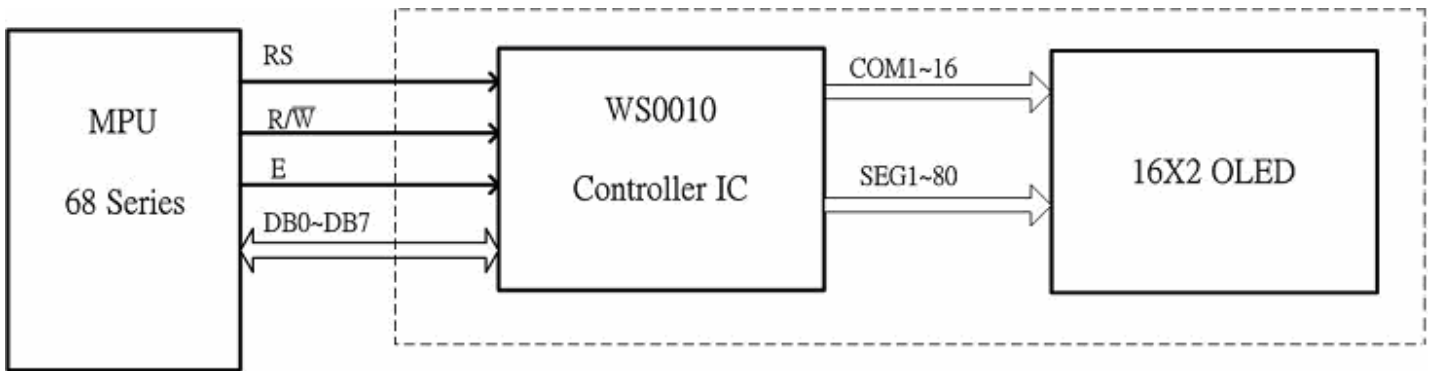 MPU
68 Series
RS
R/W̅
E
DB0~DB7
WS0010
Controller IC
COM1~16
SEG1~80
16X2 OLED